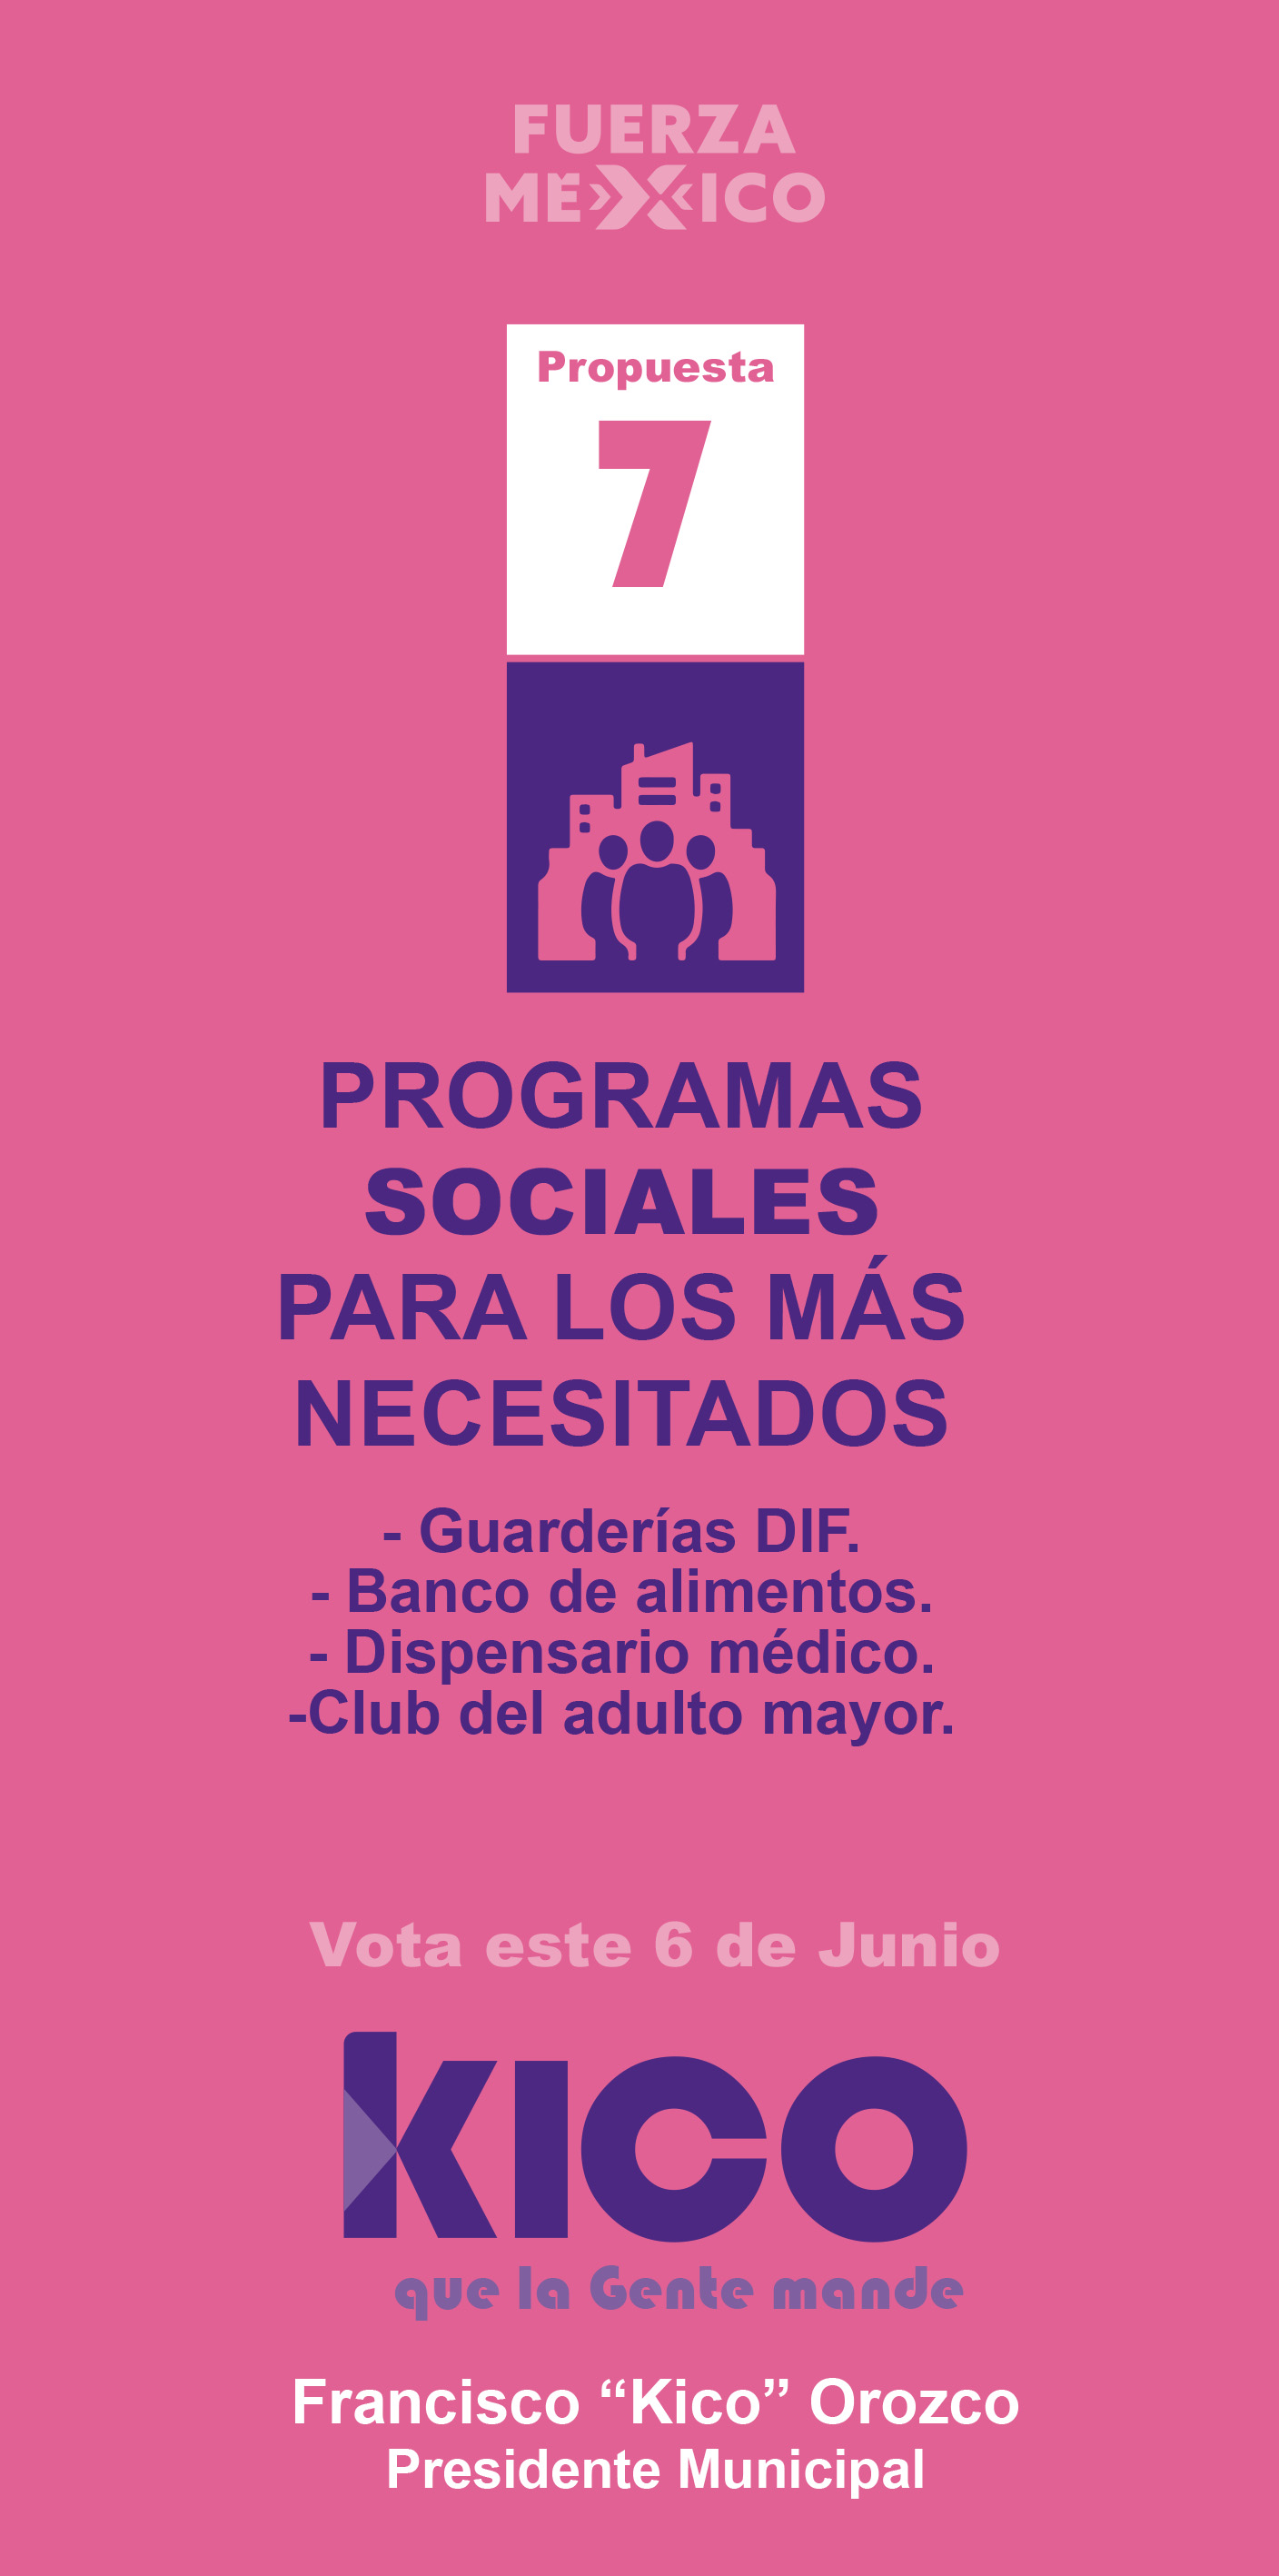 FUERZA
MÉXICO
Propuesta
7
PROGRAMAS
SOCIALES
PARA LOS MÁS
NECESITADOS
- Guarderías DIF.
- Banco de alimentos.
- Dispensario médico.
-Club del adulto mayor.
Vota este 6 de Junio
KICO
que la Gente mande
Francisco “Kico” Orozco
Presidente Municipal